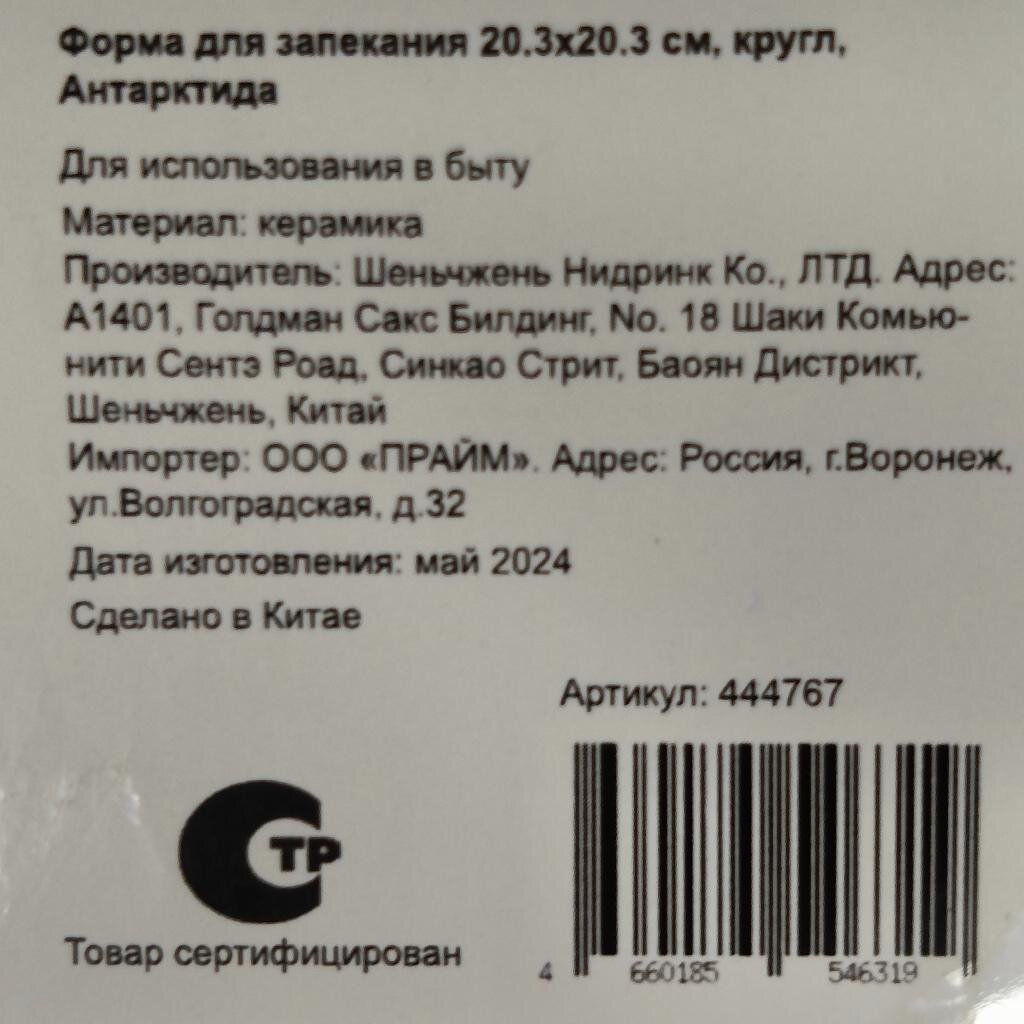 Форма для запекания 20.3х20.3 см, кругл,
Антарктида
Для использования в быту
Материал: керамика
Производитель: Шеньчжень Нидринк Ко., ЛТД. Адрес:
А1401, Голдман Сакс Билдинг, No. 18 Шаки Комью-
нити Сентэ Роад, Синкао Стрит, Баоян Дистрикт,
Шеньчжень, Китай
Импортер: ООО «ПРАЙМ». Адрес: Россия, г.Воронеж,
ул.Волгоградская, д.32
Дата изготовления: май 2024
Сделано в Китае
Артикул: 444767
ТР
Товар сертифицирован
4 660185 546319